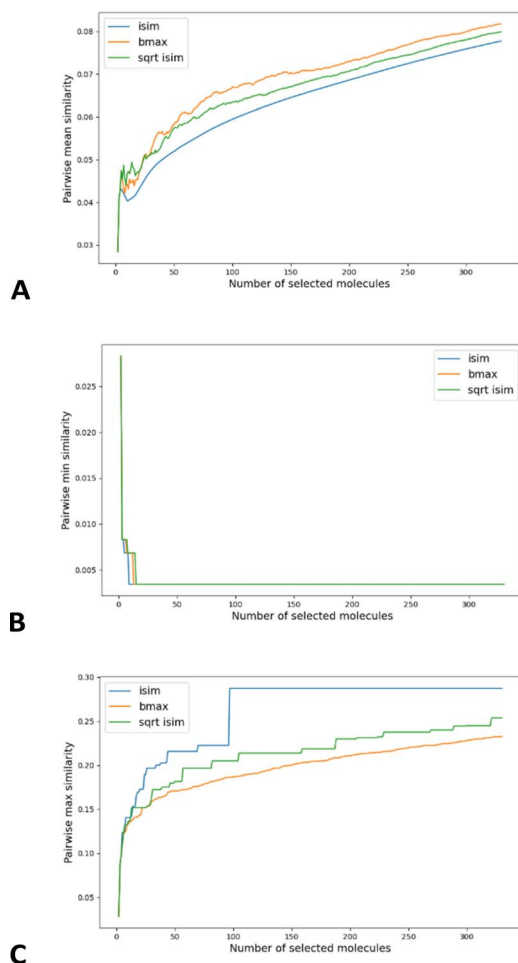 isim
bmax
sqrt isim
Pairwise mean similarity
0.08
0.07
0.06
0.05
0.04
0.03
0
50
100
150
200
250
300
Number of selected molecules
A
isim
bmax
sqrt isim
Pairwise min similarity
0.025
0.020
0.015
0.010
0.005
0
50
100
150
200
250
300
Number of selected molecules
B
isim
bmax
sqrt isim
Pairwise max similarity
0.30
0.25
0.20
0.15
0.10
0.05
0
50
100
150
200
250
300
Number of selected molecules
C